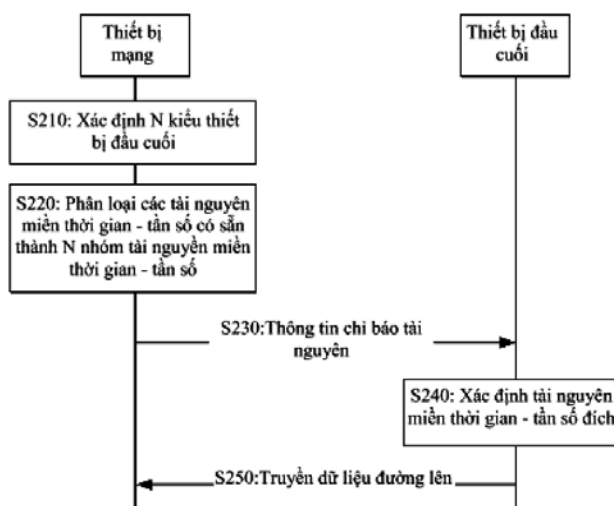 Thiết bị
mạng
Thiết bị đầu
cuối
S210: Xác định N kiểu thiết
bị đầu cuối
S220: Phân loại các tài nguyên
miền thời gian - tần số có sẵn
thành N nhóm tài nguyền miền
thời gian - tần số
S230:Thông tin chỉ báo tài
nguyên
S240: Xác định tài nguyên
miền thời gian - tần số đích
S250:Truyền dữ liệu đường lên